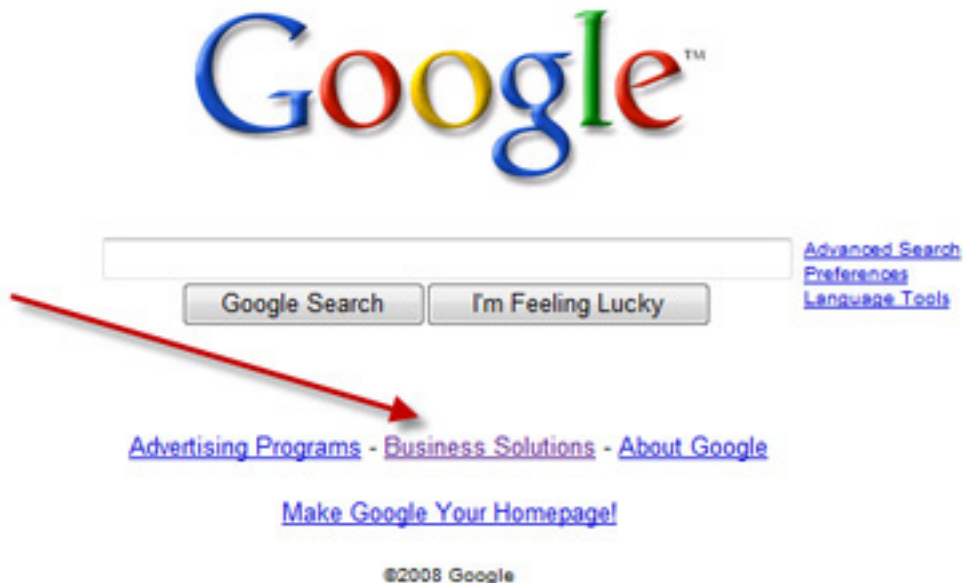 Google™
Advanced Search
Preferences
Language Tools
Google Search I'm Feeling Lucky
Advertising Programs - Business Solutions - About Google
Make Google Your Homepage!
©2008 Google